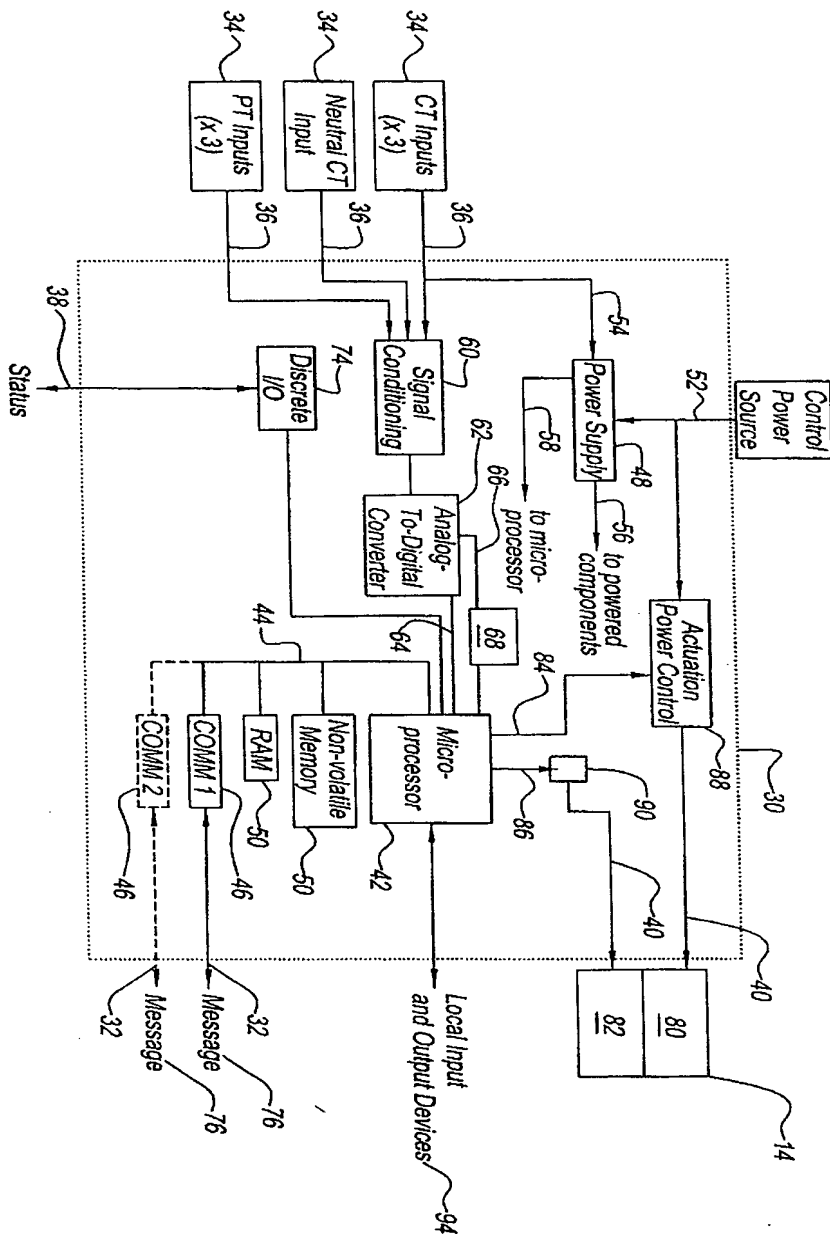 14
30
40
Control
Power
Source
Actuation
Power Control
88
80
82
52
90
40
48
56
to powered
components
Power Supply
84
86
54
58
to micro-
processor
66
68
62
60
64
34
CT Inputs
(x 3)
36
Signal
Conditioning
Analog-
To-Digital
Converter
Micro-
processor
42
Local Input
and Output Devices
94
34
Neutral CT
Input
36
Non-volatile
Memory
50
74
Discrete
I/O
44
RAM
50
34
PT Inputs
(x 3)
36
COMM 1
46
32
Message
76
COMM 2
46
32
Message
76
38
Status